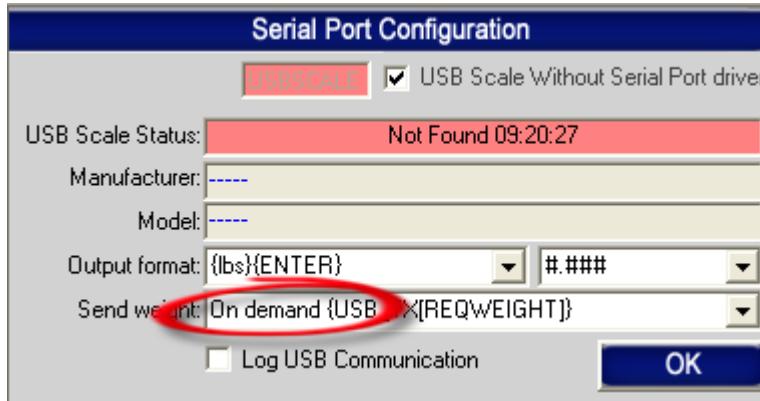 Serial Port Configuration
USBSCALE USB Scale Without Serial Port drive
USB Scale Status: Not Found 09:20:27
Manufacturer: -----
Model: -----
Output format: {lbs}{ENTER} #.###
Send weight: On demand {USB X[REQWEIGHT]}
Log USB Communication OK